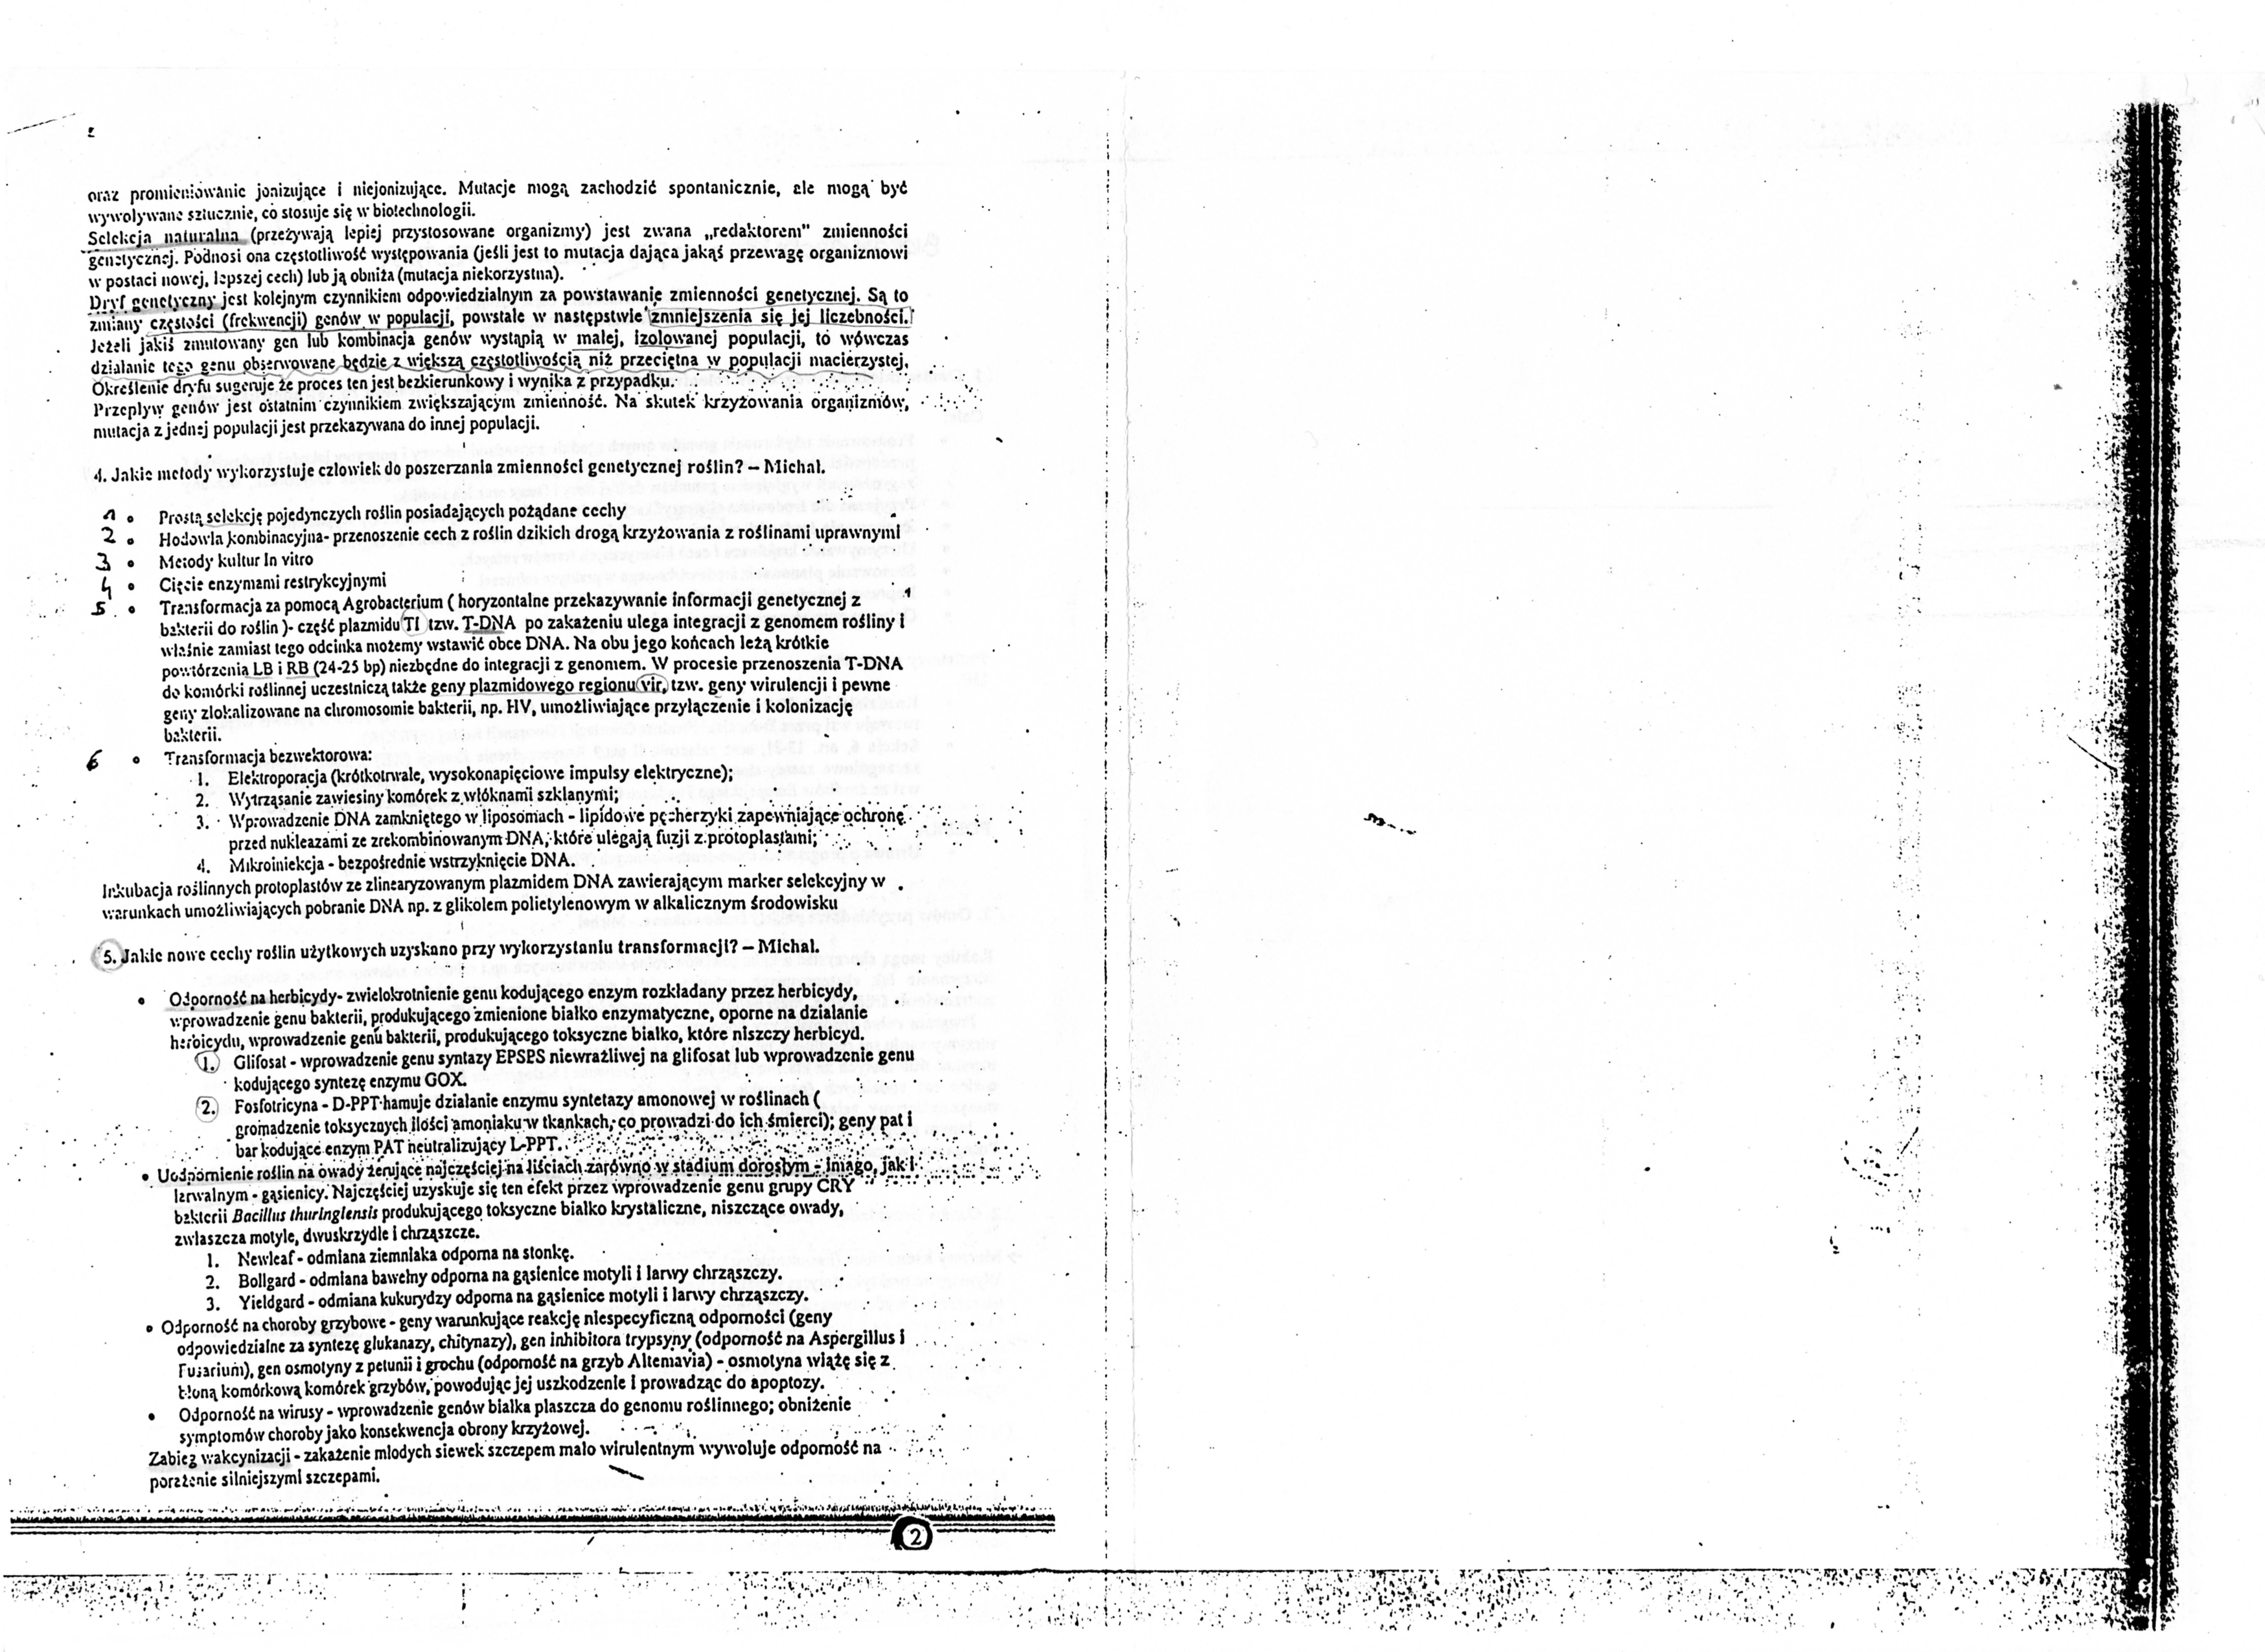 oraz promieniowanie jonizujące i niejonizujące. Mutacje mogą zachodzić spontanicznie, ale mogą być
wywoływane sztucznie, co stosuje się w biotechnologii.
Selekcja naturalna (przeżywają lepiej przystosowane organizmy) jest zwana „redaktorem" zmienności
genetycznej. Podnosi ona częstotliwość występowania (jeśli jest to mutacja dająca jakąś przewagę organizmowi
w postaci nowej, lepszej cech) lub ją obniża (mutacja niekorzystna).
Dryf genetyczny jest kolejnym czynnikiem odpowiedzialnym za powstawanie zmienności genetycznej. Są to
zmiany częstości (frekwencji) genów w populacji, powstałe w następstwie zmniejszenia się jej liczebności.
Jeżeli jakiś zmutowany gen lub kombinacja genów wystąpią w małej, izolowanej populacji, to wówczas
działanie tego genu obserwowane będzie z większą częstotliwością niż przeciętna w populacji macierzystej.
Określenie dryfu sugeruje że proces ten jest bezkierunkowy i wynika z przypadku.
Przepływ genów jest ostatnim czynnikiem zwiększającym zmienność. Na skutek krzyżowania organizmów,
mutacja z jednej populacji jest przekazywana do innej populacji.
4. Jakie metody wykorzystuje człowiek do poszerzania zmienności genetycznej roślin? – Michał.
1 • Prostą selekcję pojedynczych roślin posiadających pożądane cechy
2 • Hodowla kombinacyjna- przenoszenie cech z roślin dzikich drogą krzyżowania z roślinami uprawnymi
3 • Metody kultur In vitro
4 • Cięcie enzymami restrykcyjnymi
5 • Transformacja za pomocą Agrobacterium ( horyzontalne przekazywanie informacji genetycznej z
bakterii do roślin )- część plazmidu TI tzw. T-DNA po zakażeniu ulega integracji z genomem rośliny i
właśnie zamiast tego odcinka możemy wstawić obce DNA. Na obu jego końcach leżą krótkie
powtórzenia LB i RB (24-25 bp) niezbędne do integracji z genomem. W procesie przenoszenia T-DNA
do komórki roślinnej uczestniczą także geny plazmidowego regionu vir, tzw. geny wirulencji i pewne
geny zlokalizowane na chromosomie bakterii, np. HV, umożliwiające przyłączenie i kolonizację
bakterii.
6 • Transformacja bezwektorowa:
1. Elektroporacja (krótkotrwałe, wysokonapięciowe impulsy elektryczne);
2. Wytrząsanie zawiesiny komórek z włóknami szklanymi;
3. Wprowadzenie DNA zamkniętego w liposomach - lipidowe pęcherzyki zapewniające ochronę
przed nukleazami ze zrekombinowanym DNA, które ulegają fuzji z protoplastami;
4. Mikroiniekcja - bezpośrednie wstrzyknięcie DNA.
Inkubacja roślinnych protoplastów ze zlinearyzowanym plazmidem DNA zawierającym marker selekcyjny w
warunkach umożliwiających pobranie DNA np. z glikolem polietylenowym w alkalicznym środowisku
5. Jakie nowe cechy roślin użytkowych uzyskano przy wykorzystaniu transformacji? – Michał.
• Odporność na herbicydy- zwielokrotnienie genu kodującego enzym rozkładany przez herbicydy,
wprowadzenie genu bakterii, produkującego zmienione białko enzymatyczne, oporne na działanie
herbicydu, wprowadzenie genu bakterii, produkującego toksyczne białko, które niszczy herbicyd.
1. Glifosat - wprowadzenie genu syntazy EPSPS niewrażliwej na glifosat lub wprowadzenie genu
kodującego syntezę enzymu GOX.
2. Fosfotricyna - D-PPT hamuje działanie enzymu syntetazy amonowej w roślinach (
gromadzenie toksycznych ilości amoniaku w tkankach, co prowadzi do ich śmierci); geny pat i
bar kodujące enzym PAT neutralizujący L-PPT.
• Uodpornienie roślin na owady żerujące najczęściej na liściach zarówno w stadium dorosłym - imago, jak i
larwalnym - gąsienicy. Najczęściej uzyskuje się ten efekt przez wprowadzenie genu grupy CRY
bakterii Bacillus thuringiensis produkującego toksyczne białko krystaliczne, niszczące owady,
zwłaszcza motyle, dwuskrzydłe i chrząszcze.
1. Newleaf - odmiana ziemniaka odporna na stonkę.
2. Bollgard - odmiana bawełny odporna na gąsienice motyli i larwy chrząszczy.
3. Yieldgard - odmiana kukurydzy odporna na gąsienice motyli i larwy chrząszczy.
• Odporność na choroby grzybowe - geny warunkujące reakcję niespecyficzną odporności (geny
odpowiedzialne za syntezę glukanazy, chitynazy), gen inhibitora trypsyny (odporność na Aspergillus i
Fusarium), gen osmotyny z petunii i grochu (odporność na grzyb Alternavia) - osmotyna wiążę się z
błoną komórkową komórek grzybów, powodując jej uszkodzenie i prowadząc do apoptozy.
• Odporność na wirusy - wprowadzenie genów białka płaszcza do genomu roślinnego; obniżenie
symptomów choroby jako konsekwencja obrony krzyżowej.
Zabieg wakcynizacji - zakażenie młodych siewek szczepem mało wirulentnym wywołuje odporność na
porażenie silniejszymi szczepami.
2